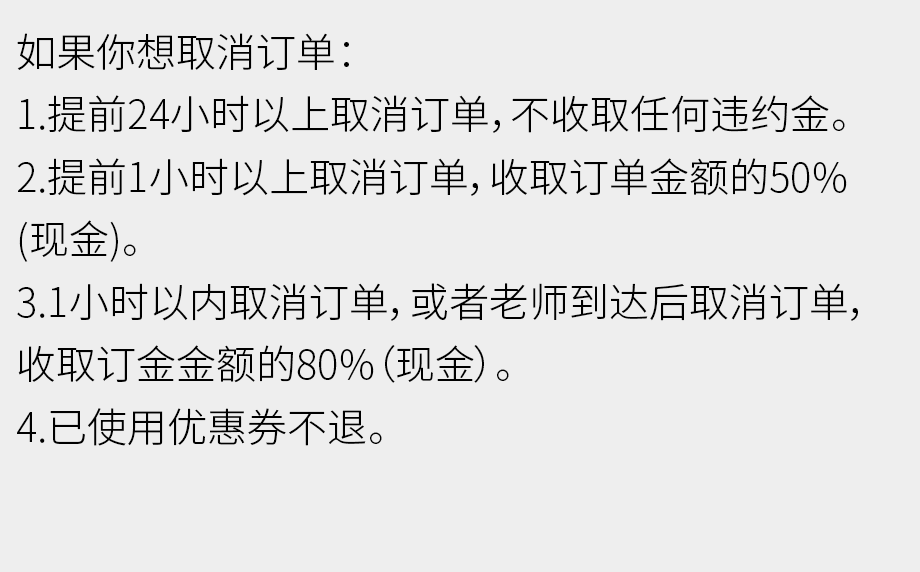 如果你想取消订单：
1.提前24小时以上取消订单，不收取任何违约金。
2.提前1小时以上取消订单，收取订单金额的50%
(现金)。
3.1小时以内取消订单，或者老师到达后取消订单，
收取订金金额的80%（现金）。
4.已使用优惠券不退。